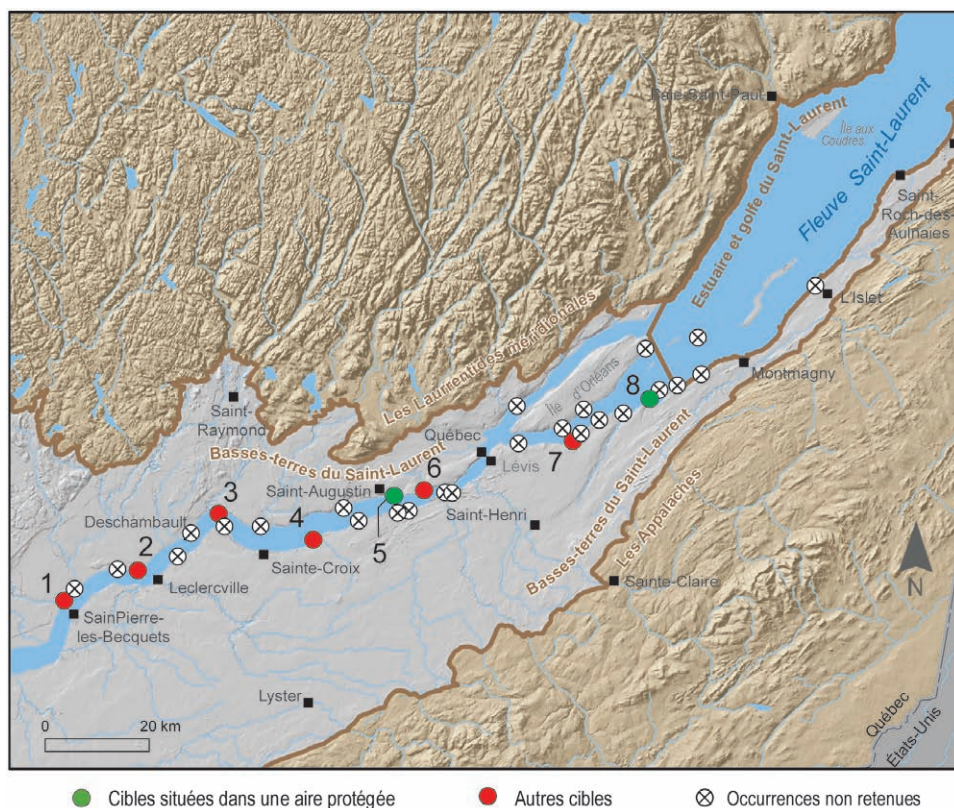 Baie-Saint-Paul
Île aux
Coudres
Fleuve Saint-Laurent
Estuaire et golfe du Saint-Laurent
Saint-
Roch-des-
Aulnaies
L'Islet
Les Laurentides méridionales
Montmagny
Île d'Orléans
8
Saint-
Raymond
Basses-terres du Saint-Laurent
Québec
Lévis
7
6
Saint-Augustin
3
Deschambault
4
5
Saint-Henri
Basses-terres du Saint-Laurent
Les Appalaches
2
Sainte-Croix
1
Leclercville
Sainte-Claire
N
SainPierre-
les-Becquets
Lyster
0 20 km
Québec
États-Unis
Cibles situées dans une aire protégée
Autres cibles
Occurrences non retenues